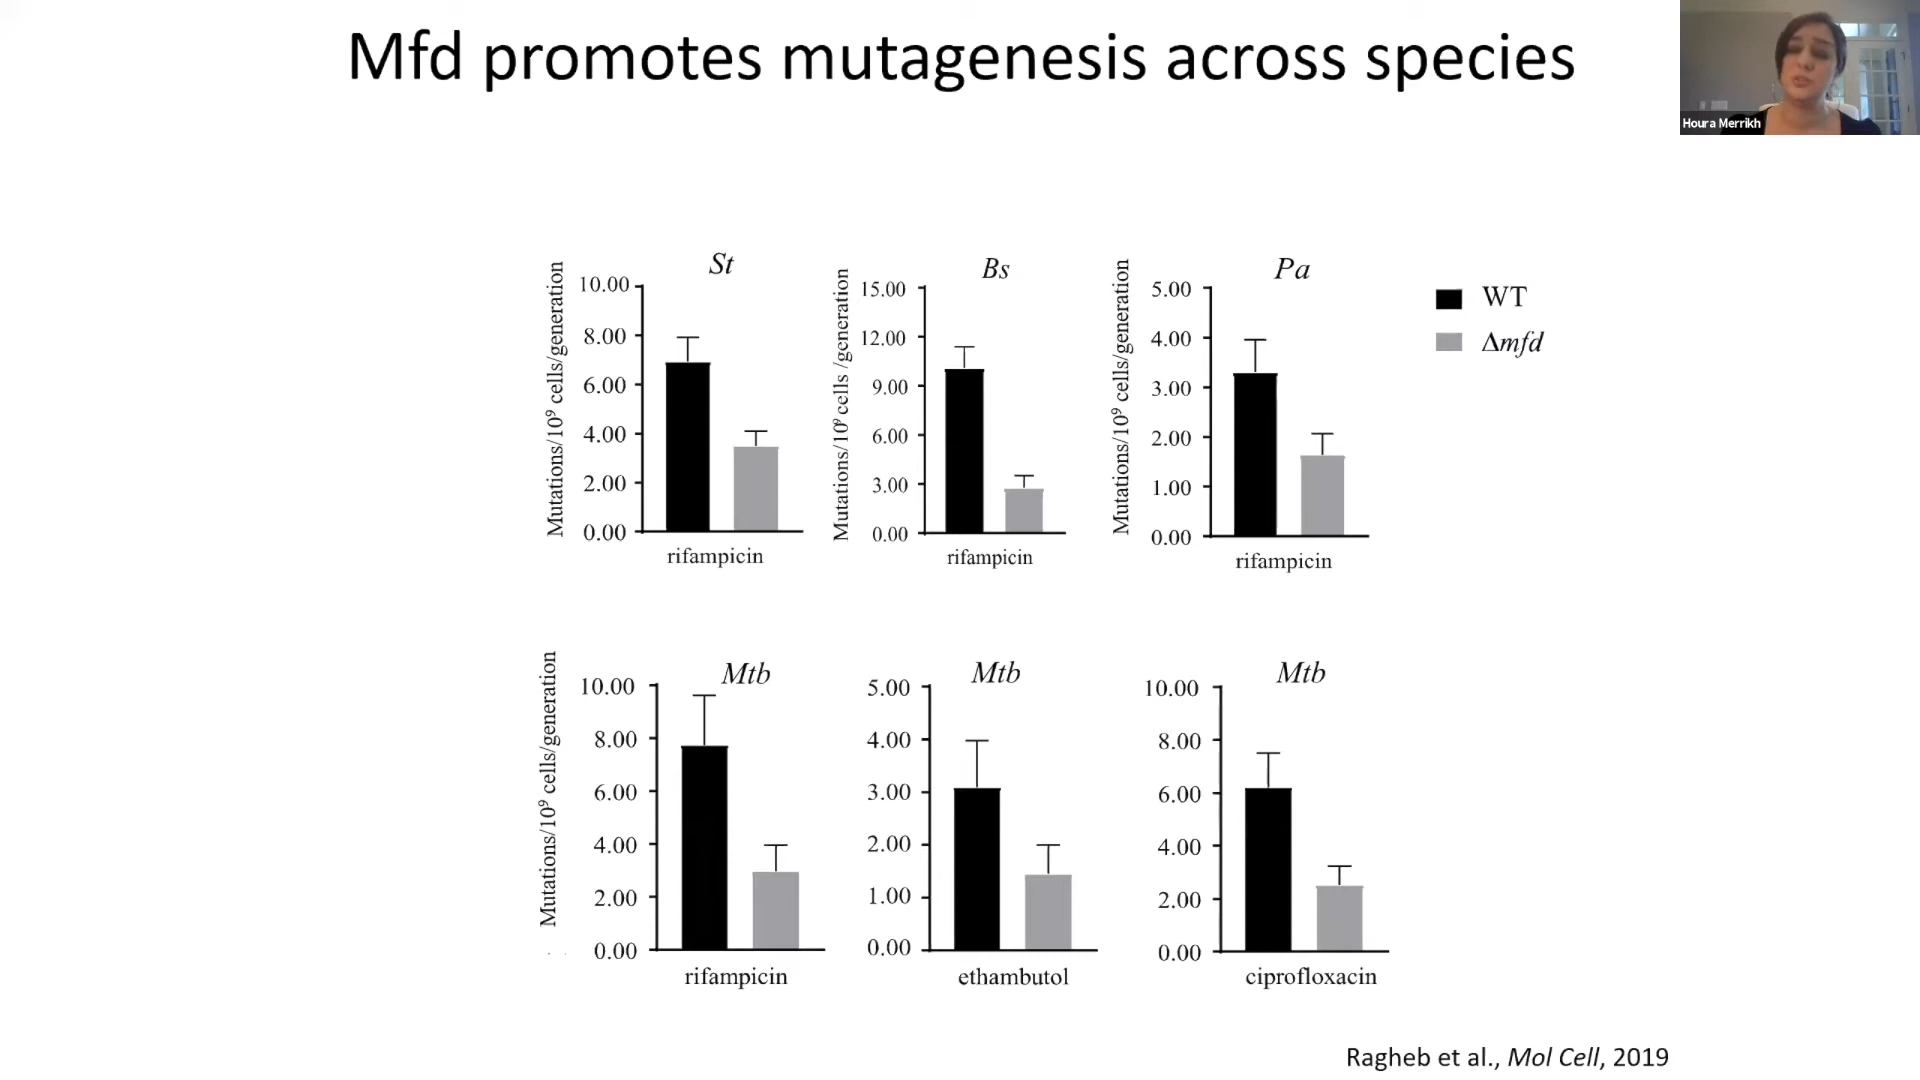 Mfd promotes mutagenesis across species
Houra Merrikh
St
Mutations/10⁹ cells/generation
10.00
8.00
6.00
4.00
2.00
0.00
rifampicin
Bs
Mutations/10⁹ cells /generation
15.00
12.00
9.00
6.00
3.00
0.00
rifampicin
Pa
Mutations/10⁹ cells/generation
5.00
4.00
3.00
2.00
1.00
0.00
rifampicin
WT
Δmfd
Mtb
Mutations/10⁹ cells/generation
10.00
8.00
6.00
4.00
2.00
0.00
rifampicin
Mtb
5.00
4.00
3.00
2.00
1.00
0.00
ethambutol
Mtb
10.00
8.00
6.00
4.00
2.00
0.00
ciprofloxacin
Ragheb et al., Mol Cell, 2019